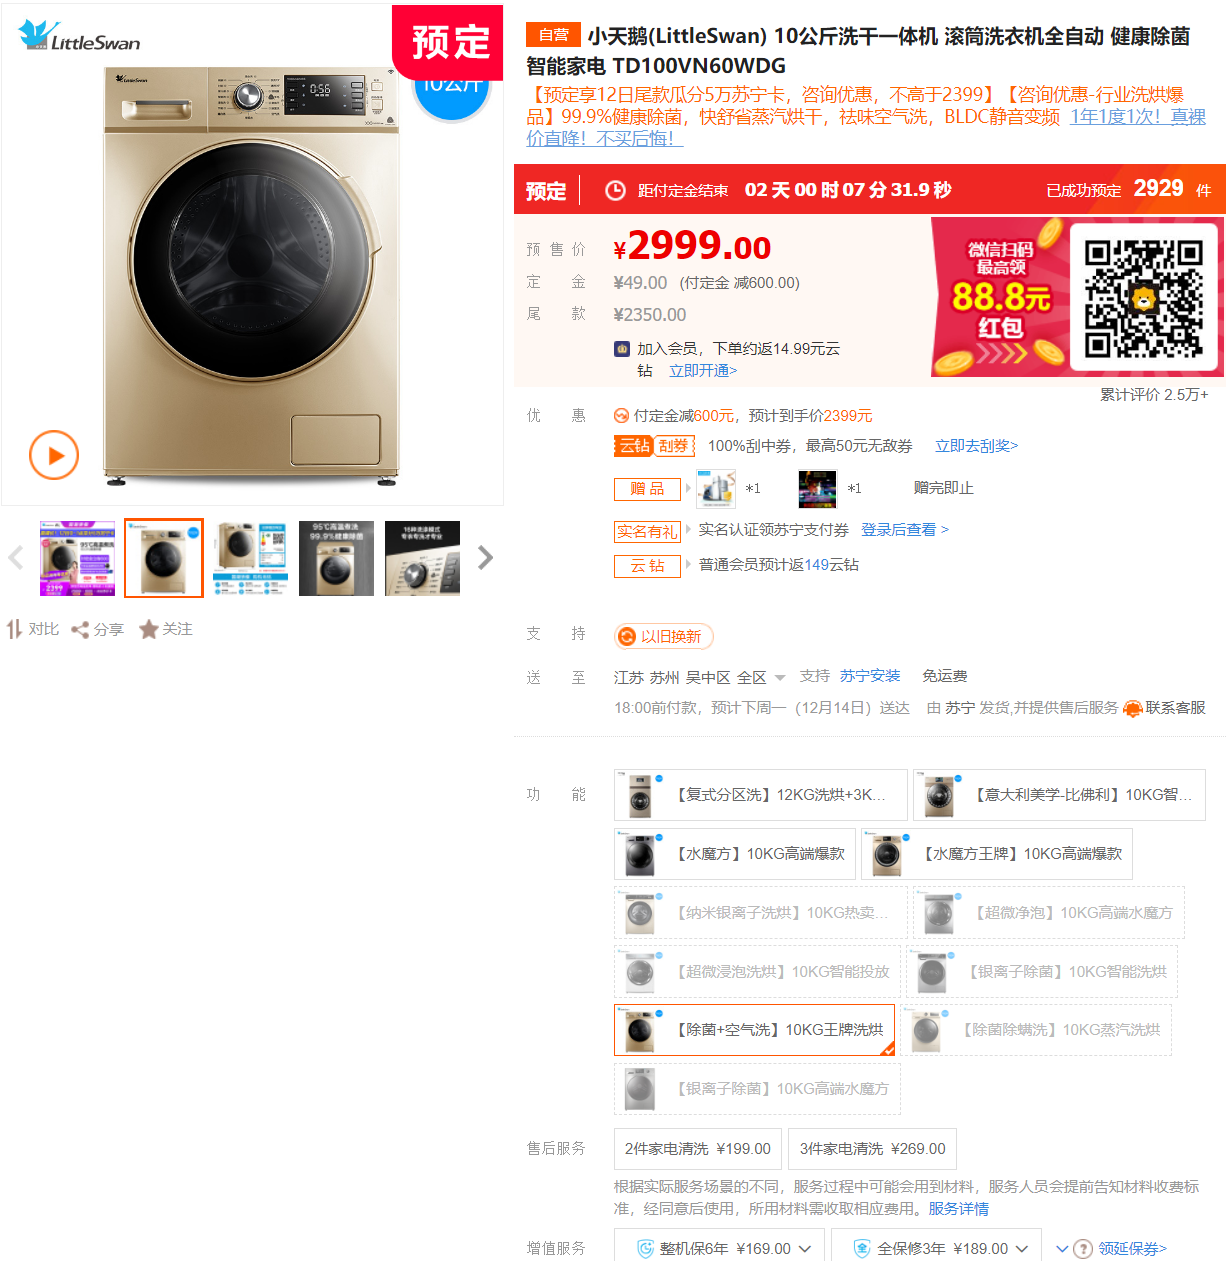 LittleSwan
预定
10公斤
LittleSwan
0:56
对比 分享 关注
自营 小天鹅(LittleSwan) 10公斤洗干一体机 滚筒洗衣机全自动 健康除菌
智能家电 TD100VN60WDG
【预定享12日尾款瓜分5万苏宁卡，咨询优惠，不高于2399】【咨询优惠-行业洗烘爆
品】99.9%健康除菌，快舒省蒸汽烘干，祛味空气洗，BLDC静音变频 1年1度1次！真裸
价直降！不买后悔！
预定 距付定金结束 02 天 00 时 07 分 31.9 秒 已成功预定 2929 件
预售价 ¥2999.00
定金 ¥49.00 (付定金 减600.00)
尾款 ¥2350.00
加入会员，下单约返14.99元云
钻 立即开通>
微信扫码
最高领
88.8元
红包
累计评价 2.5万+
优惠 付定金减600元，预计到手价2399元
云钻 刮券 100%刮中券，最高50元无敌券 立即去刮奖>
赠品 *1 *1 赠完即止
实名有礼 实名认证领苏宁支付券 登录后查看 >
云钻 普通会员预计返149云钻
支持 以旧换新
送至 江苏 苏州 吴中区 全区 支持 苏宁安装 免运费
18:00前付款，预计下周一（12月14日）送达 由 苏宁 发货,并提供售后服务 联系客服
功能 【复式分区洗】12KG洗烘+3K... 【意大利美学-比佛利】10KG智...
【水魔方】10KG高端爆款 【水魔方王牌】10KG高端爆款
【纳米银离子洗烘】10KG热卖... 【超微净泡】10KG高端水魔方
【超微浸泡洗烘】10KG智能投放 【银离子除菌】10KG智能洗烘
【除菌+空气洗】10KG王牌洗烘 【除菌除螨洗】10KG蒸汽洗烘
【银离子除菌】10KG高端水魔方
售后服务 2件家电清洗 ¥199.00 3件家电清洗 ¥269.00
根据实际服务场景的不同，服务过程中可能会用到材料，服务人员会提前告知材料收费标
准，经同意后使用，所用材料需收取相应费用。服务详情
增值服务 整机保6年 ¥169.00 全保修3年 ¥189.00 ? 领延保券>